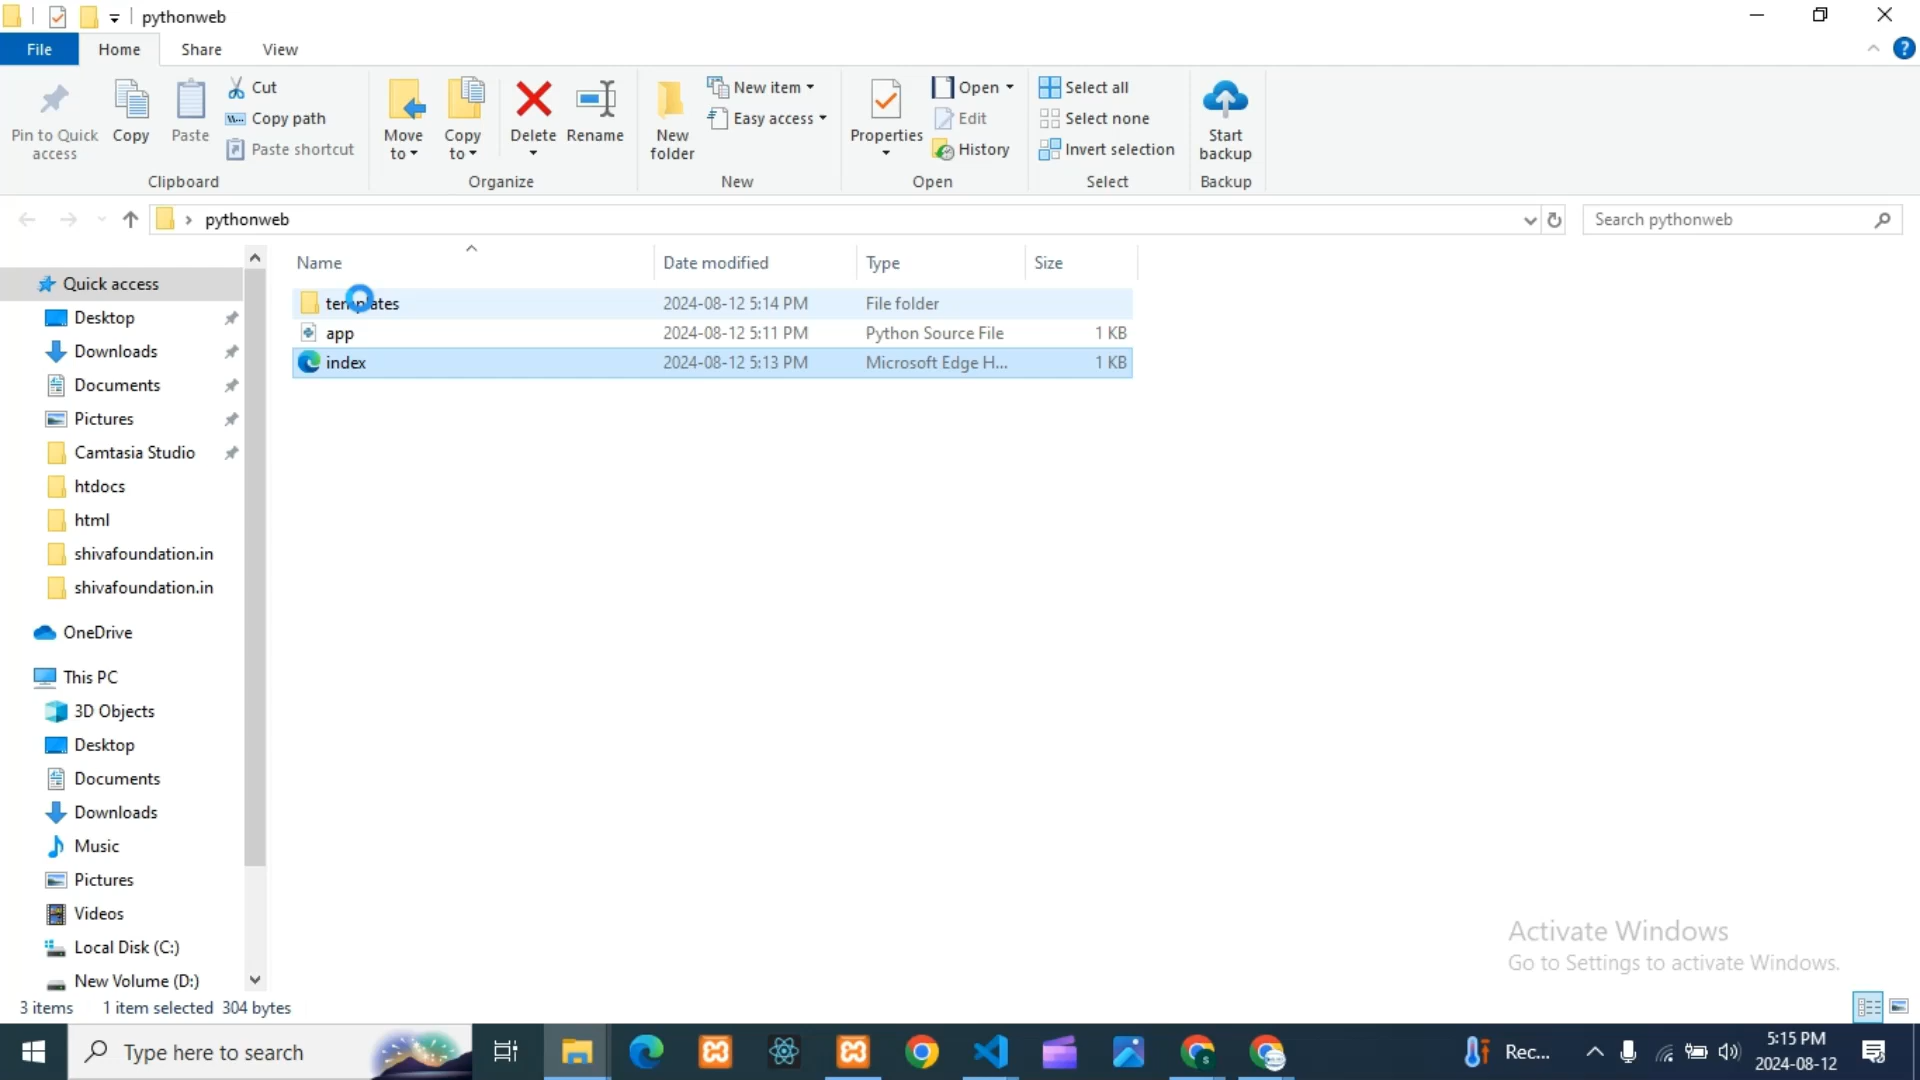 pythonweb
File Home Share View
Pin to Quick access
Copy
Paste
Cut
Copy path
Paste shortcut
Clipboard
Move to
Copy to
Delete
Rename
Organize
New folder
New item
Easy access
New
Properties
Open
Edit
History
Open
Select all
Select none
Invert selection
Select
Start backup
Backup
pythonweb
Search pythonweb
Name Date modified Type Size
templates 2024-08-12 5:14 PM File folder
app 2024-08-12 5:11 PM Python Source File 1 KB
index 2024-08-12 5:13 PM Microsoft Edge H... 1 KB
Quick access
Desktop
Downloads
Documents
Pictures
Camtasia Studio
htdocs
html
shivafoundation.in
shivafoundation.in
OneDrive
This PC
3D Objects
Desktop
Documents
Downloads
Music
Pictures
Videos
Local Disk (C:)
New Volume (D:)
Activate Windows
Go to Settings to activate Windows.
3 items 1 item selected 304 bytes
Type here to search
Rec...
5:15 PM
2024-08-12